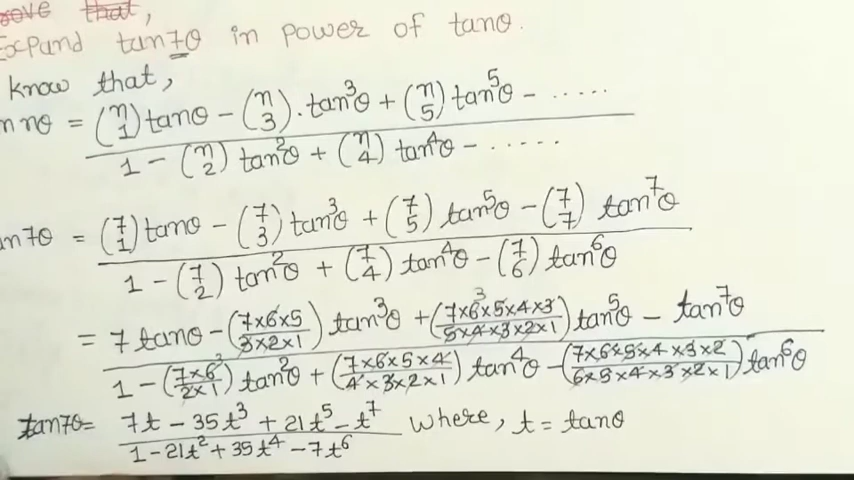 prove that,
Expand tan7θ in power of tanθ.
know that,
n nθ = (n 1)tanθ - (n 3).tan³θ + (n 5)tan⁵θ - .....
1 - (n 2) tan²θ + (n 4) tan⁴θ - .....
an7θ = (7 1)tanθ - (7 3)tan³θ + (7 5) tan⁵θ - (7 7) tan⁷θ
1 - (7 2) tan²θ + (7 4) tan⁴θ - (7 6) tan⁶θ
= 7tanθ - (7×6×5 / 3×2×1) tan³θ + (7×6×5×4×3 / 5×4×3×2×1) tan⁵θ - tan⁷θ
1 - (7×6 / 2×1) tan²θ + (7×6×5×4 / 4×3×2×1) tan⁴θ - (7×6×5×4×3×2 / 6×5×4×3×2×1) tan⁶θ
tan7θ = 7t - 35t³ + 21t⁵ - t⁷ where, t = tanθ
1 - 21t² + 35t⁴ - 7t⁶